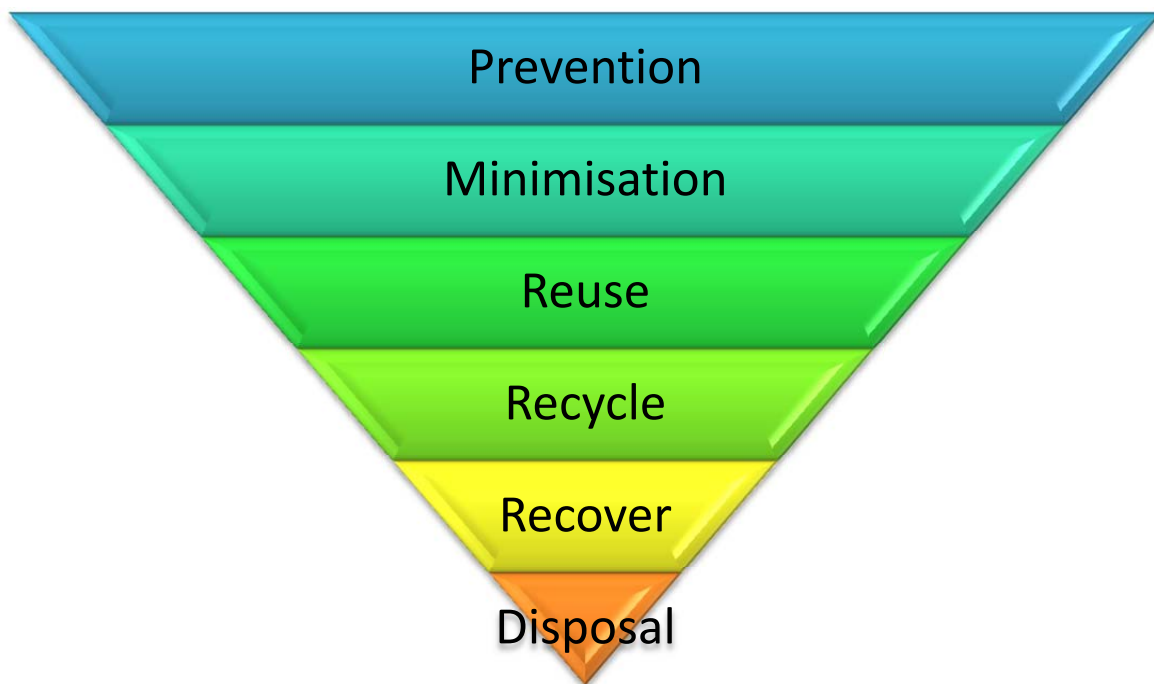 Prevention
Minimisation
Reuse
Recycle
Recover
Disposal